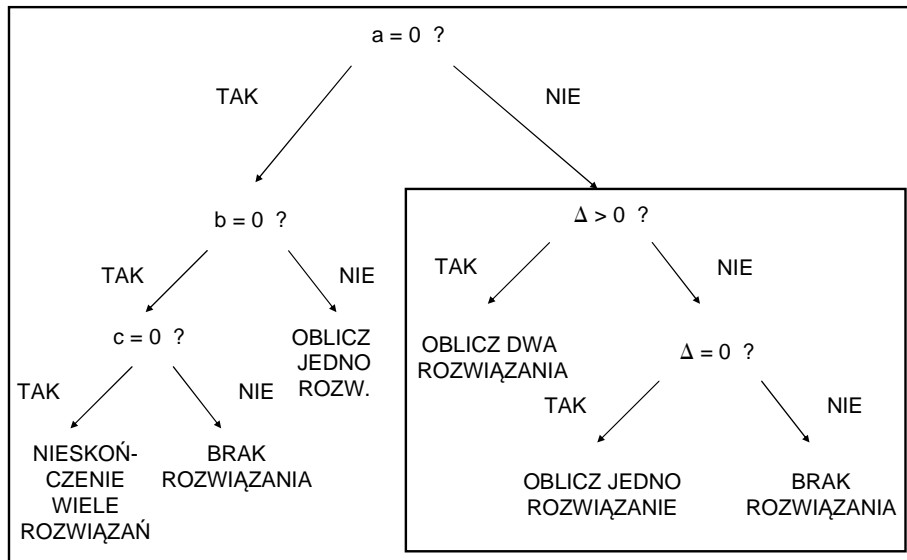 a = 0 ?
TAK
NIE
b = 0 ?
Δ > 0 ?
TAK
NIE
TAK
NIE
c = 0 ?
OBLICZ
JEDNO
ROZW.
OBLICZ DWA
ROZWIĄZANIA
Δ = 0 ?
TAK
NIE
TAK
NIE
NIESKOŃ-
CZENIE
WIELE
ROZWIĄZAŃ
BRAK
ROZWIĄZANIA
OBLICZ JEDNO
ROZWIĄZANIE
BRAK
ROZWIĄZANIA